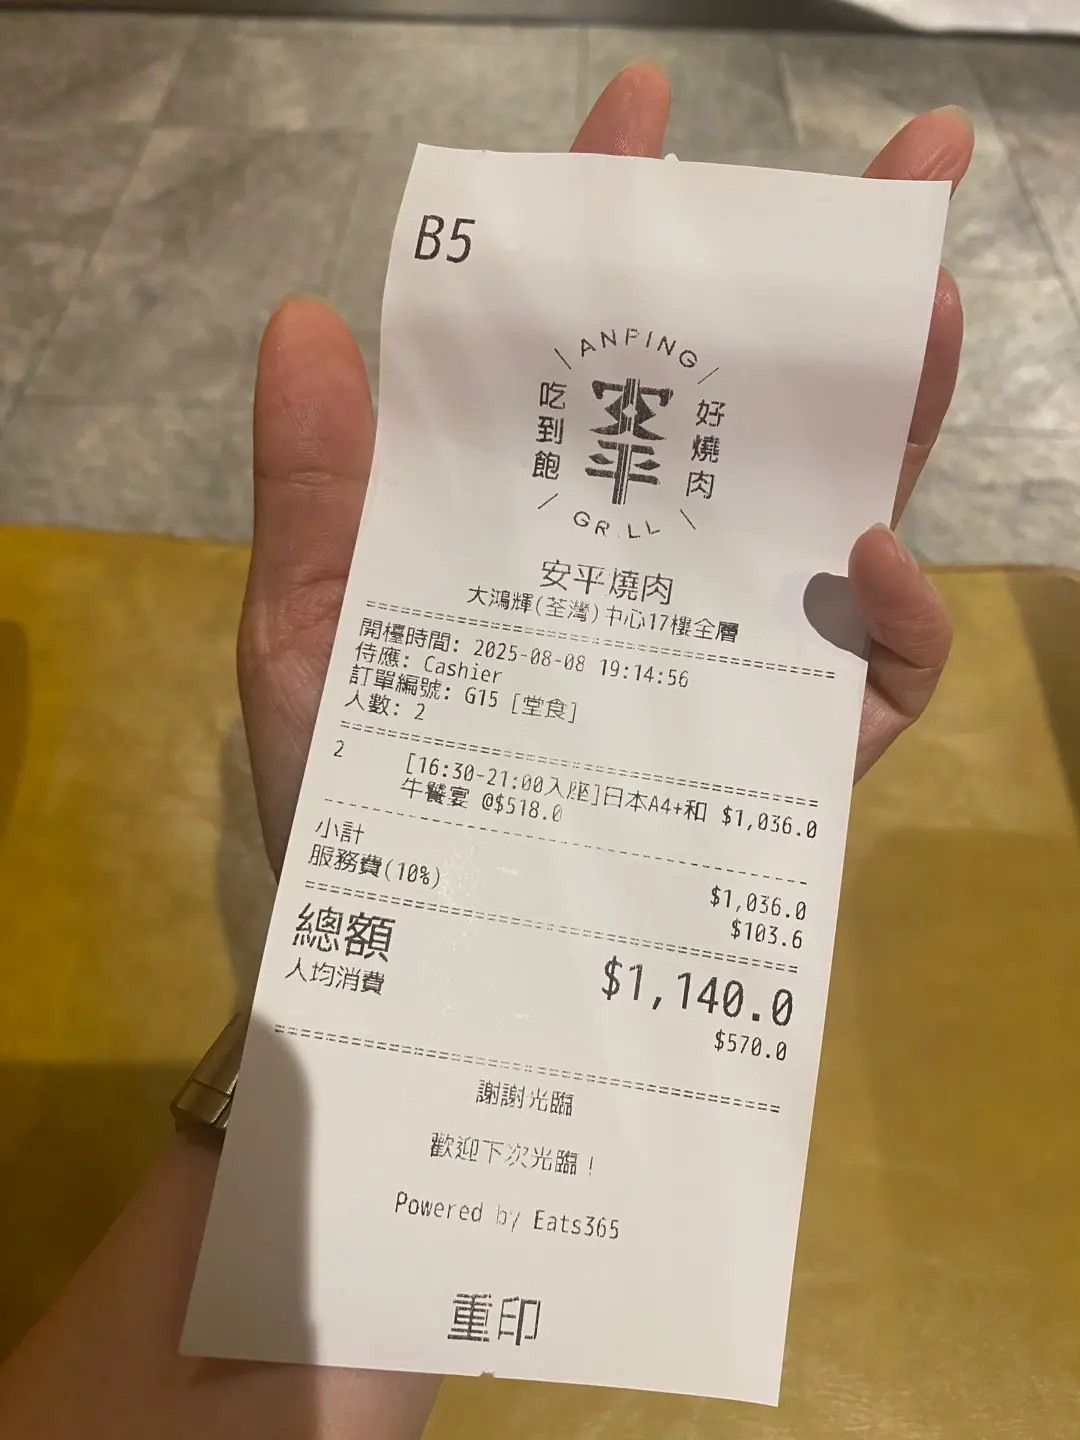 B5
ANPING
吃到飽
安平
好燒肉
GRILL
安平燒肉
大鴻輝(荃灣)中心17樓全層
開檯時間: 2025-08-08 19:14:56
侍應: Cashier
訂單編號: G15 [堂食]
人數: 2
2 [16:30-21:00入座]日本A4+和 $1,036.0
牛饗宴 @$518.0
小計 $1,036.0
服務費(10%) $103.6
總額 $1,140.0
人均消費 $570.0
謝謝光臨
歡迎下次光臨!
Powered by Eats365
重印